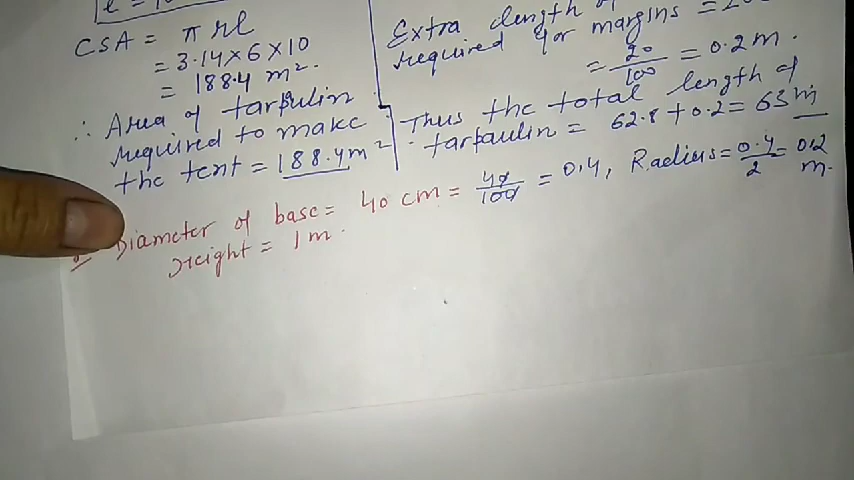 CSA = π rl
= 3.14×6×10
= 188.4 m².
∴ Area of tarpulin
required to make
the tent = 188.4m²
Extra length
required for margins =
= 20/100 = 0.2m.
Thus the total length of
tarpaulin = 62.8+0.2= 63m
Diameter of base= 40 cm = 40/100 = 0.4, Radius= 0.4/2 = 0.2 m.
Height = 1m.